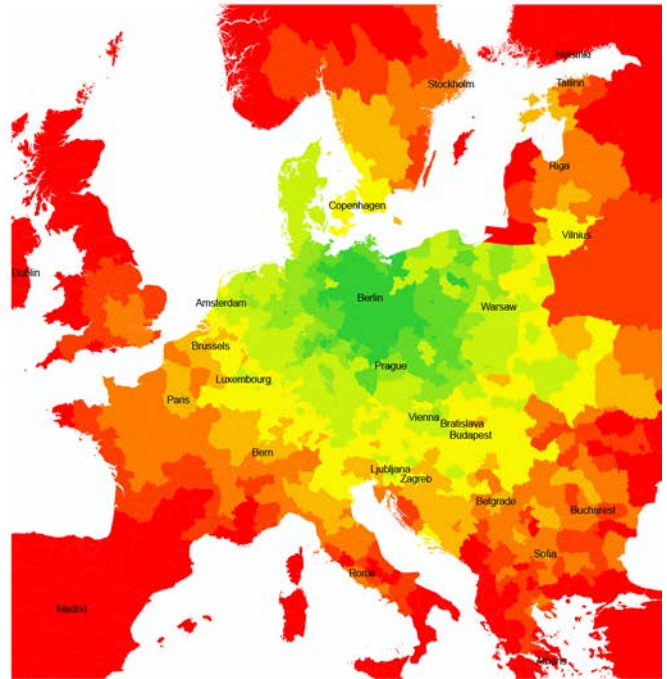 Helsinki
Stockholm
Tallinn
Riga
Copenhagen
Vilnius
Dublin
Berlin
Amsterdam
Warsaw
Brussels
Prague
Luxembourg
Paris
Vienna
Bratislava
Budapest
Bern
Ljubljana
Zagreb
Belgrade
Bucharest
Sofia
Rome
Madrid
Athens